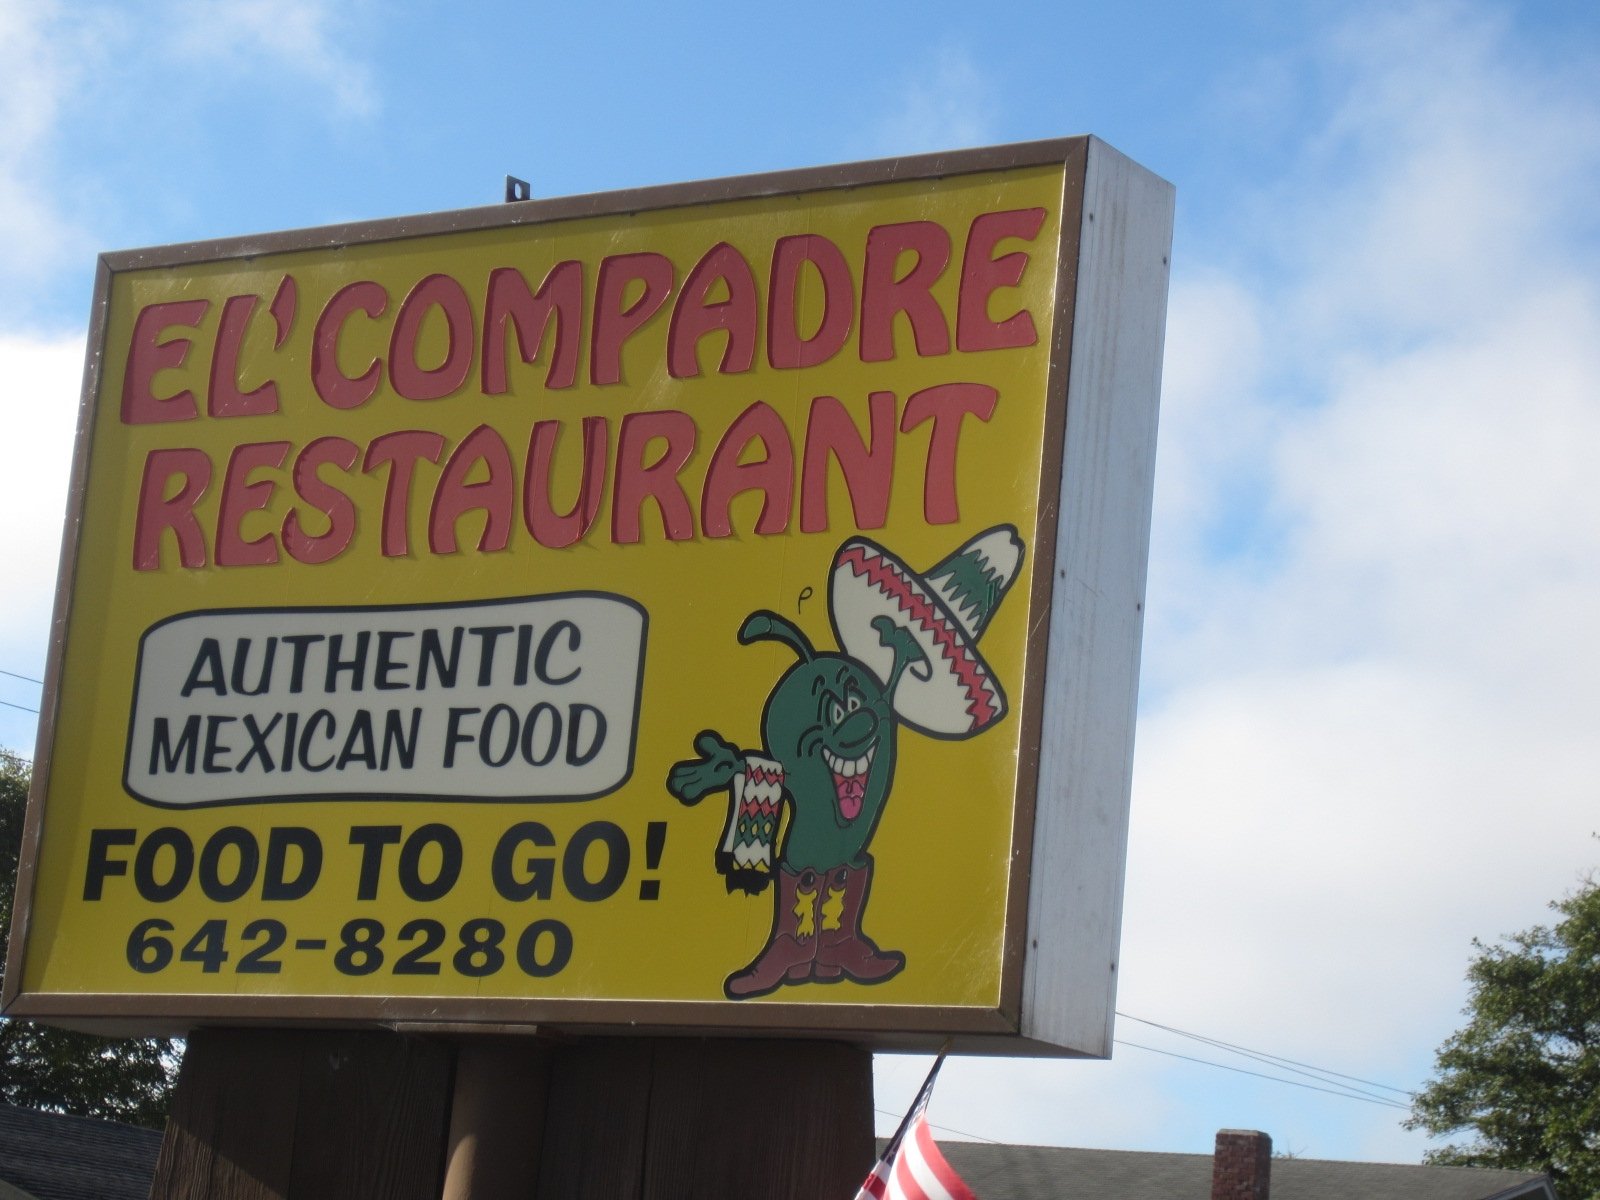 EL' COMPADRE
RESTAURANT
AUTHENTIC
MEXICAN FOOD
FOOD TO GO!
642-8280